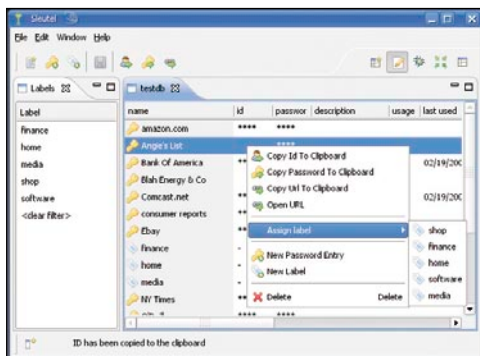 Sleutel
File Edit Window Help
Labels
testdb
Label
finance
home
media
shop
software
<clear filter>
name id passwor description usage last used
amazon.com **** ****
Angie's List **** ****
Bank Of America ** 02/19/200
Blah Energy & Co
Comcast.net ** 02/19/200
consumer reports **
Ebay **
finance -
home -
media -
NY Times **
**** ****
Copy Id To Clipboard
Copy Password To Clipboard
Copy Url To Clipboard
Open URL
Assign label
New Password Entry
New Label
Delete Delete
shop
finance
home
software
media
ID has been copied to the clipboard